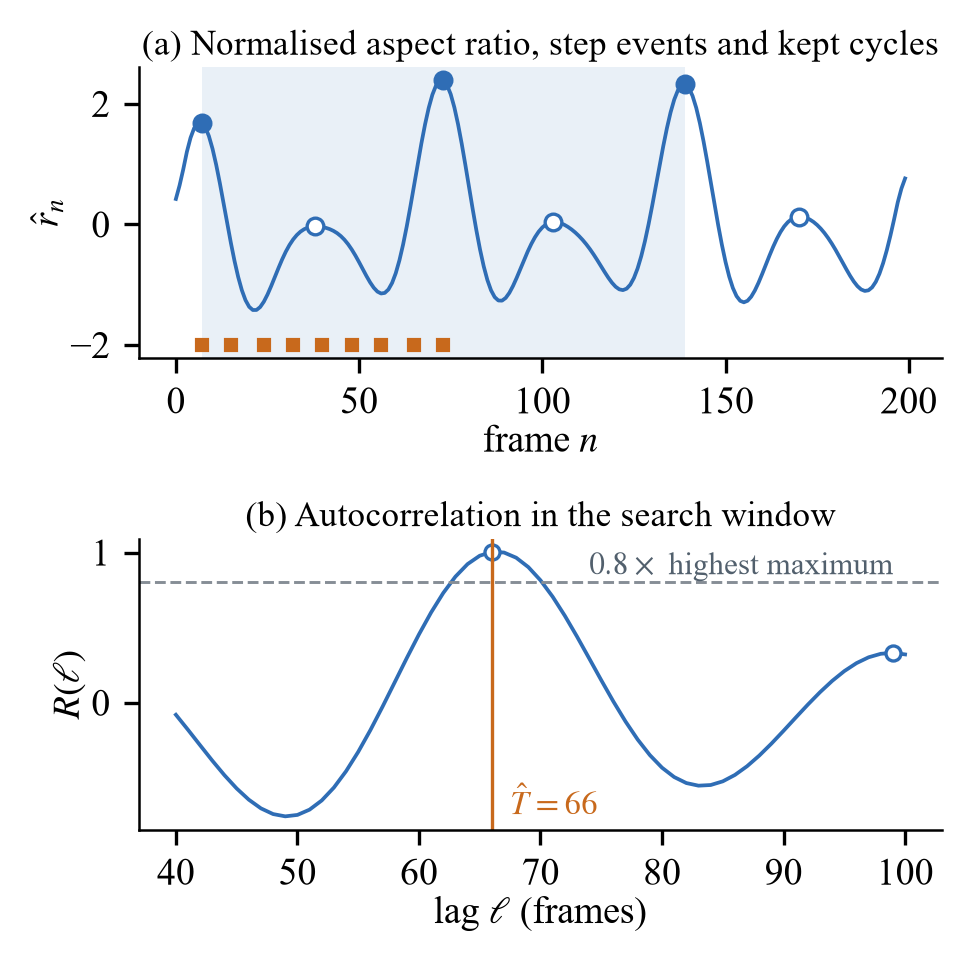 (a) Normalised aspect ratio, step events and kept cycles
2
0
−2
r̂ₙ
0 50 100 150 200
frame n
(b) Autocorrelation in the search window
1
0
R(ℓ)
0.8 × highest maximum
T̂ = 66
40 50 60 70 80 90 100
lag ℓ (frames)